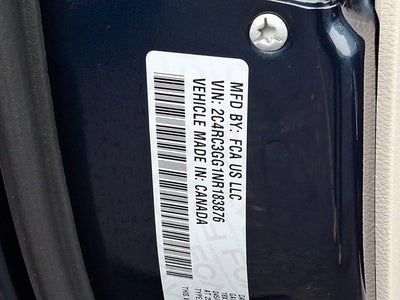 MFD BY: FCA US LLC
VIN: 2C4RC3GG1NR183876
VEHICLE MADE IN: CANADA